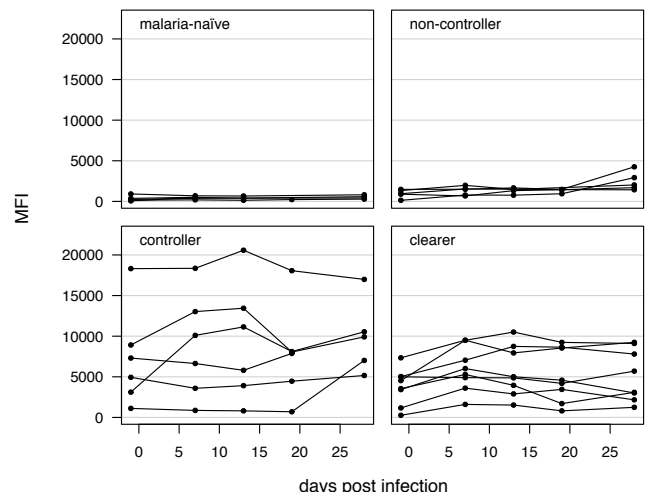 malaria-naïve
non-controller
20000
15000
10000
5000
0
MFI
controller
clearer
20000
15000
10000
5000
0
0 5 10 15 20 25 0 5 10 15 20 25
days post infection